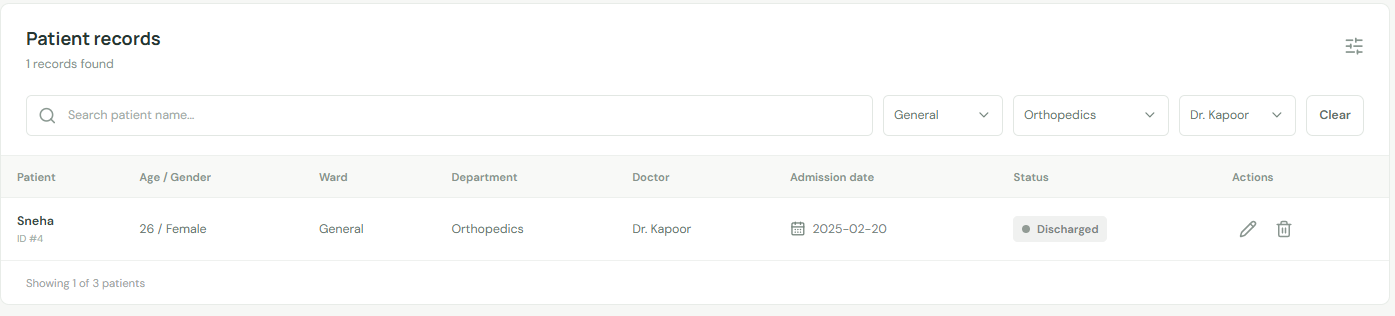 Patient records
1 records found
Search patient name...
General
Orthopedics
Dr. Kapoor
Clear
Patient Age / Gender Ward Department Doctor Admission date Status Actions
Sneha
ID #4
26 / Female General Orthopedics Dr. Kapoor 2025-02-20 Discharged
Showing 1 of 3 patients